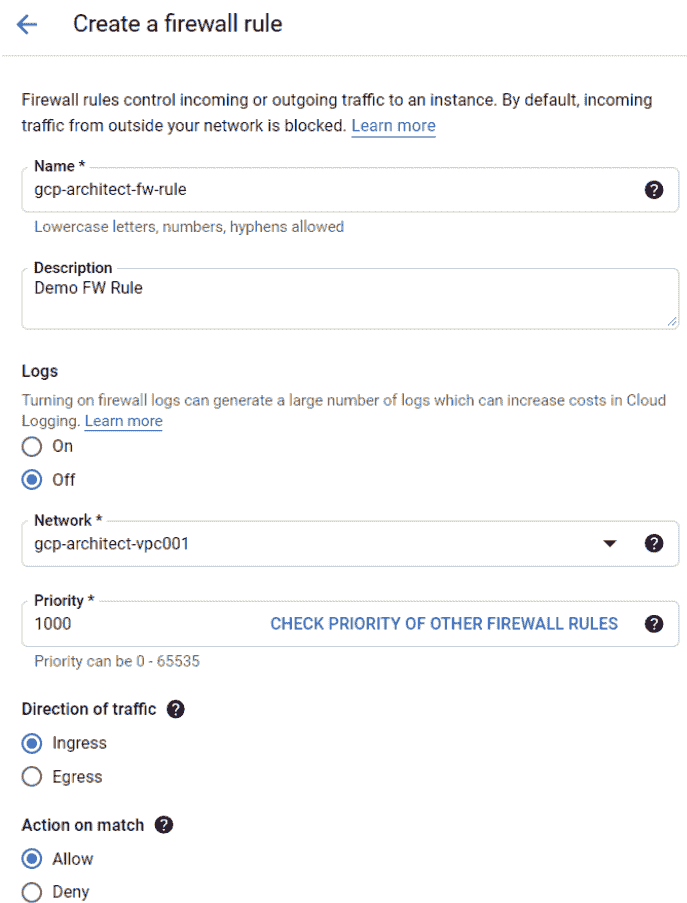 Create a firewall rule
Firewall rules control incoming or outgoing traffic to an instance. By default, incoming
traffic from outside your network is blocked. Learn more
Name *
gcp-architect-fw-rule
Lowercase letters, numbers, hyphens allowed
Description
Demo FW Rule
Logs
Turning on firewall logs can generate a large number of logs which can increase costs in Cloud
Logging. Learn more
On
Off
Network *
gcp-architect-vpc001
Priority *
1000 CHECK PRIORITY OF OTHER FIREWALL RULES
Priority can be 0 - 65535
Direction of traffic
Ingress
Egress
Action on match
Allow
Deny